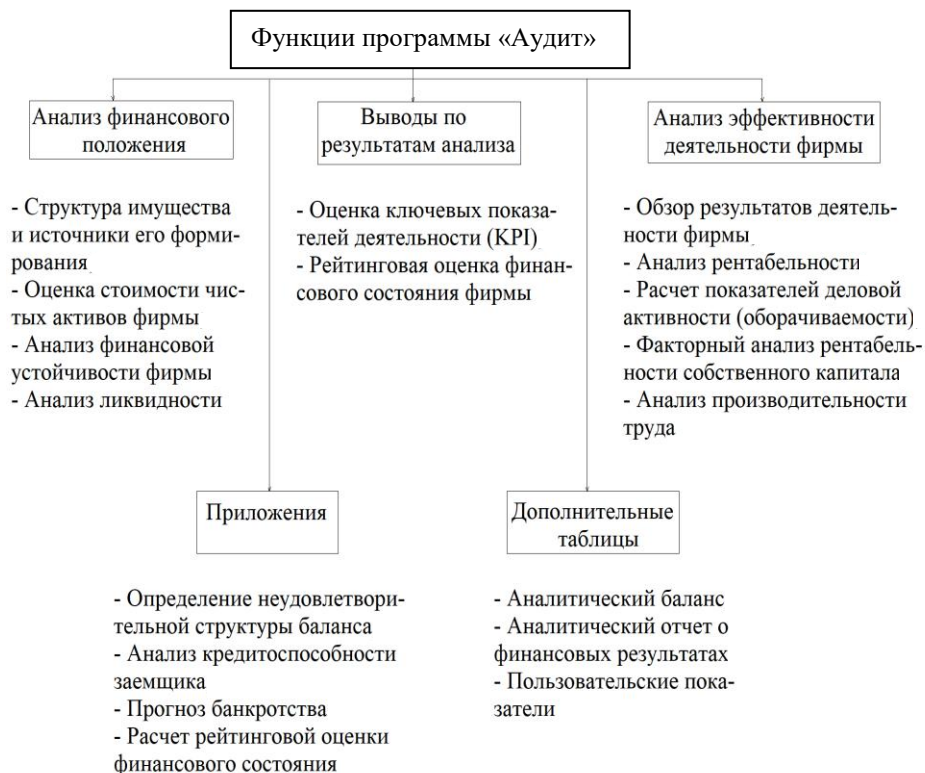 Функции программы «Аудит»
Анализ финансового
положения
- Структура имущества
и источники его форми-
рования
- Оценка стоимости чис-
тых активов фирмы
- Анализ финансовой
устойчивости фирмы
- Анализ ликвидности
Выводы по
результатам анализа
- Оценка ключевых показа-
телей деятельности (KPI)
- Рейтинговая оценка финан-
сового состояния фирмы
Анализ эффективности
деятельности фирмы
- Обзор результатов деятель-
ности фирмы
- Анализ рентабельности
- Расчет показателей деловой
активности (оборачиваемости)
- Факторный анализ рентабель-
ности собственного капитала
- Анализ производительности
труда
Приложения
- Определение неудовлетвори-
тельной структуры баланса
- Анализ кредитоспособности
заемщика
- Прогноз банкротства
- Расчет рейтинговой оценки
финансового состояния
Дополнительные
таблицы
- Аналитический баланс
- Аналитический отчет о
финансовых результатах
- Пользовательские пока-
затели